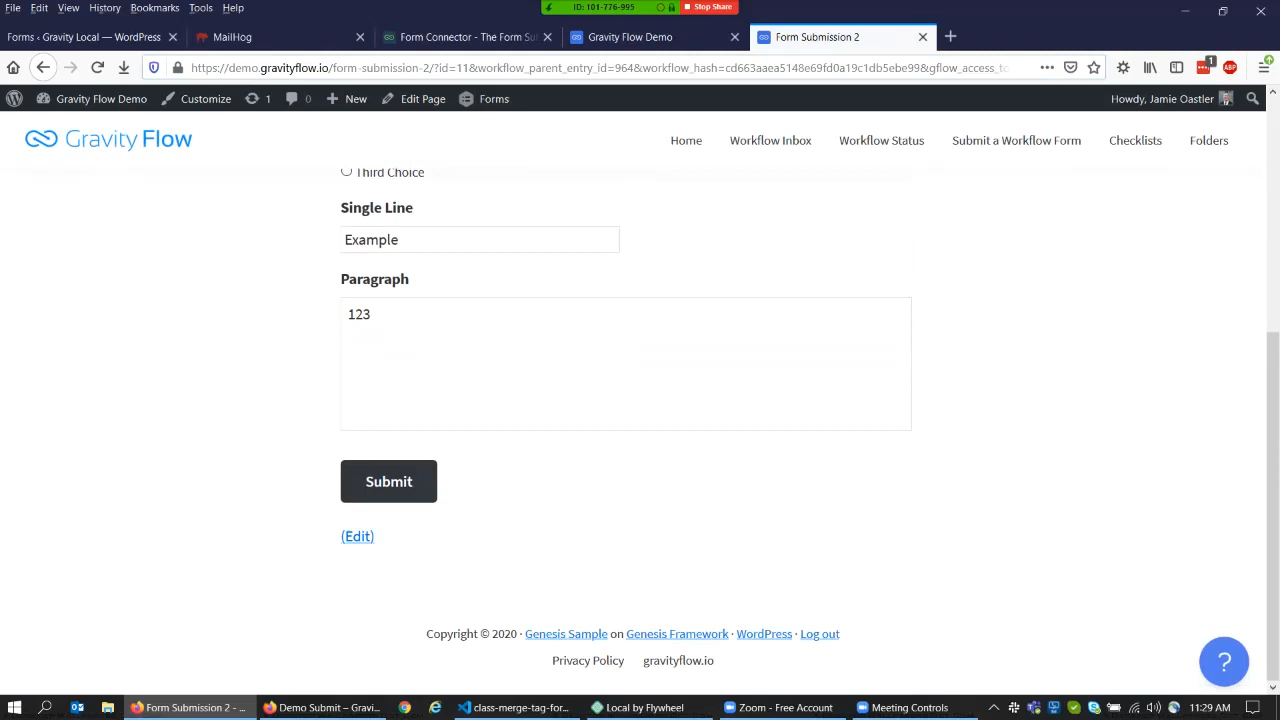 File Edit View History Bookmarks Tools Help
ID: 101-776-995 Stop Share
Forms ‹ Gravity Local — WordPress
MailHog
Form Connector - The Form Su
Gravity Flow Demo
Form Submission 2
https://demo.gravityflow.io/form-submission-2/?id=11&workflow_parent_entry_id=964&workflow_hash=cd663aaea5148e69fd0a19c1db5ebe99&gflow_access_to
1
ABP
Gravity Flow Demo Customize 1 0 New Edit Page Forms Howdy, Jamie Oastler
Gravity Flow
Home Workflow Inbox Workflow Status Submit a Workflow Form Checklists Folders
Third Choice
Single Line
Example
Paragraph
123
Submit
(Edit)
Copyright © 2020 · Genesis Sample on Genesis Framework · WordPress · Log out
Privacy Policy gravityflow.io
?
Form Submission 2 - ...
Demo Submit – Gravi...
class-merge-tag-for...
Local by Flywheel
Zoom - Free Account
Meeting Controls
11:29 AM